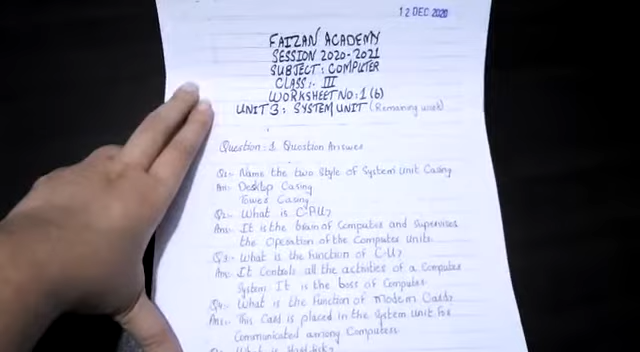 12 DEC 2020
FAIZAN ACADEMY
SESSION 2020-2021
SUBJECT: COMPUTER
CLASS:- III
WORKSHEET NO: 1 (b)
UNIT 3: SYSTEM UNIT (Remaining work)
Question: 1 Question Answers
Q1:- Name the two style of System Unit Casing
Ans: Desktop Casing
Tower Casing
Q2:- What is C.P.U?
Ans: It is the brain of Computer and Supervises
the Operation of the Computer Units
Q3:- What is the function of C.U?
Ans: It Controls all the activities of a Computer
System. It is the boss of Computer.
Q4:- What is the function of Modem Card?
Ans:- This Card is placed in the system Unit for
Communicated among Computers
What is Hard disk?